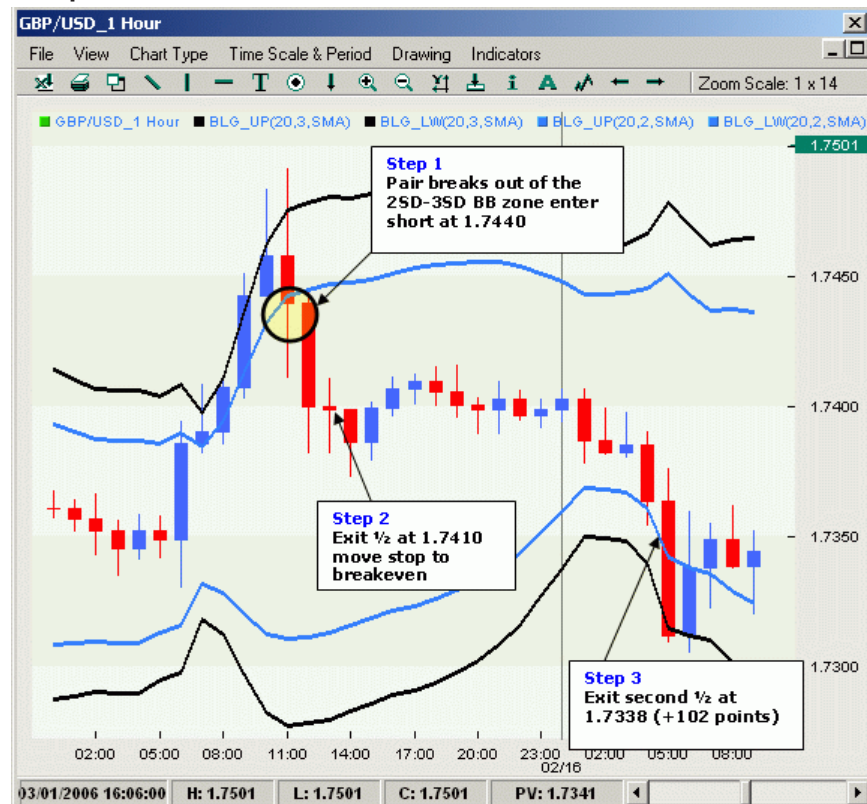 GBP/USD_1 Hour
File View Chart Type Time Scale & Period Drawing Indicators
T i A Zoom Scale: 1 x 14
GBP/USD_1 Hour BLG_UP(20,3,SMA) BLG_LW(20,3,SMA) BLG_UP(20,2,SMA) BLG_LW(20,2,SMA)
1.7501
Step 1
Pair breaks out of the
2SD-3SD BB zone enter
short at 1.7440
1.7450
1.7400
Step 2
Exit ½ at 1.7410
move stop to
breakeven
1.7350
Step 3
Exit second ½ at
1.7338 (+102 points)
1.7300
02:00 05:00 08:00 11:00 14:00 17:00 20:00 23:00 02:00 05:00 08:00
02/16
03/01/2006 16:06:00 H: 1.7501 L: 1.7501 C: 1.7501 PV: 1.7341